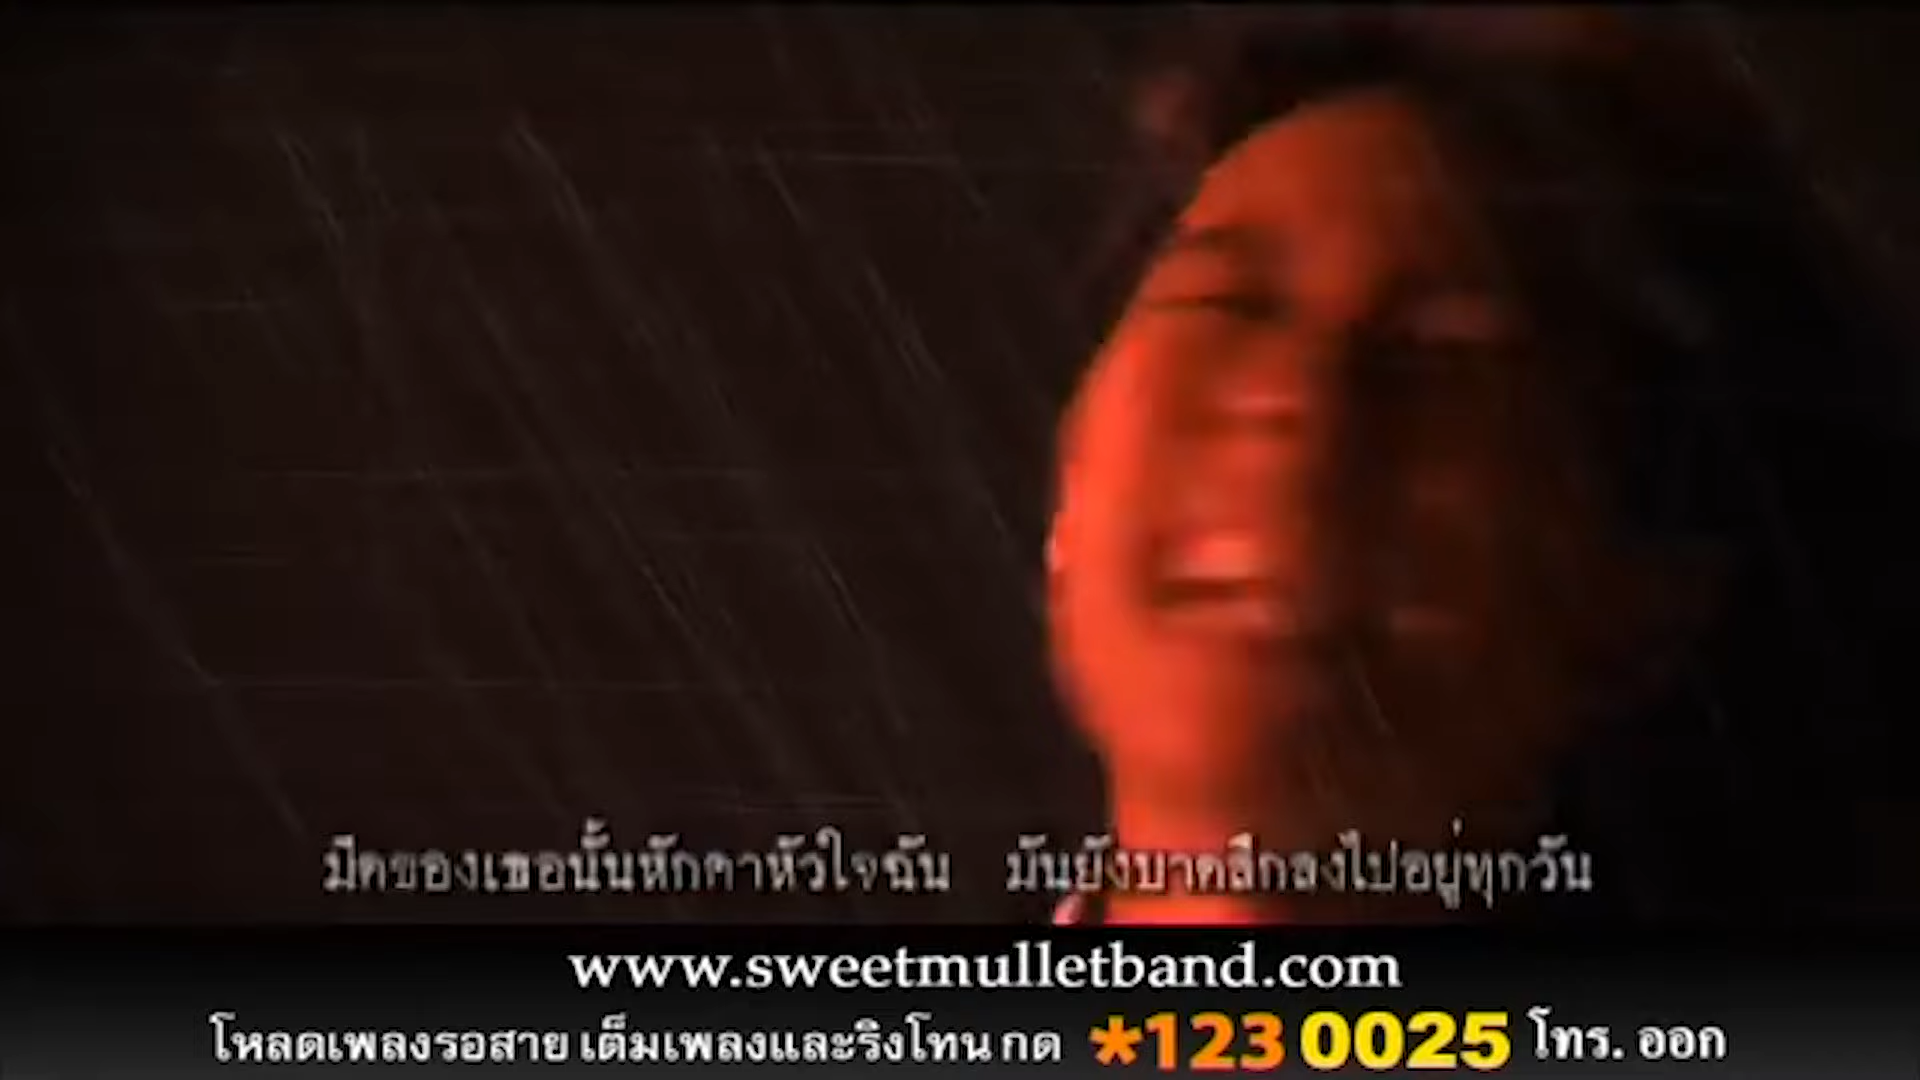 มีดของเธอนั้นหักคาหัวใจฉัน มันยังบาดลึกลงไปอยู่ทุกวัน
www.sweetmulletband.com
โหลดเพลงรอสาย เต็มเพลงและริงโทน กด *123 0025 โทร. ออก